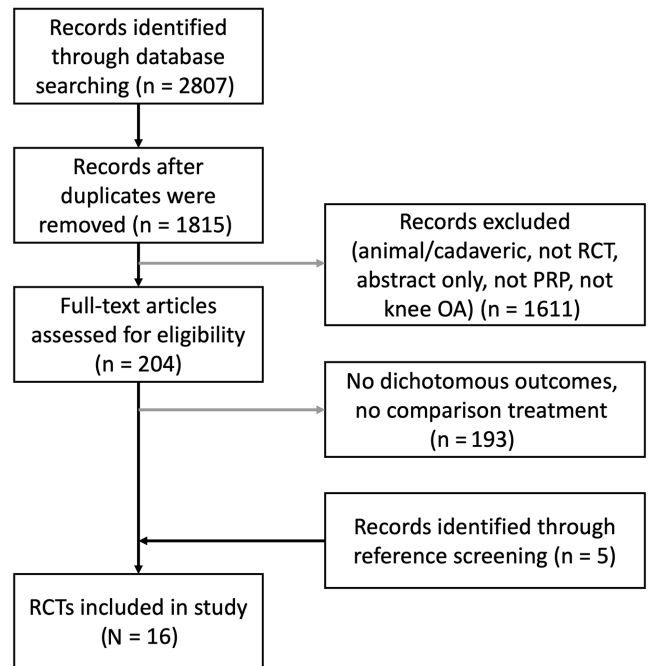 Records identified
through database
searching (n = 2807)
Records after
duplicates were
removed (n = 1815)
Records excluded
(animal/cadaveric, not RCT,
abstract only, not PRP, not
knee OA) (n = 1611)
Full-text articles
assessed for eligibility
(n = 204)
No dichotomous outcomes,
no comparison treatment
(n = 193)
Records identified through
reference screening (n = 5)
RCTs included in study
(N = 16)